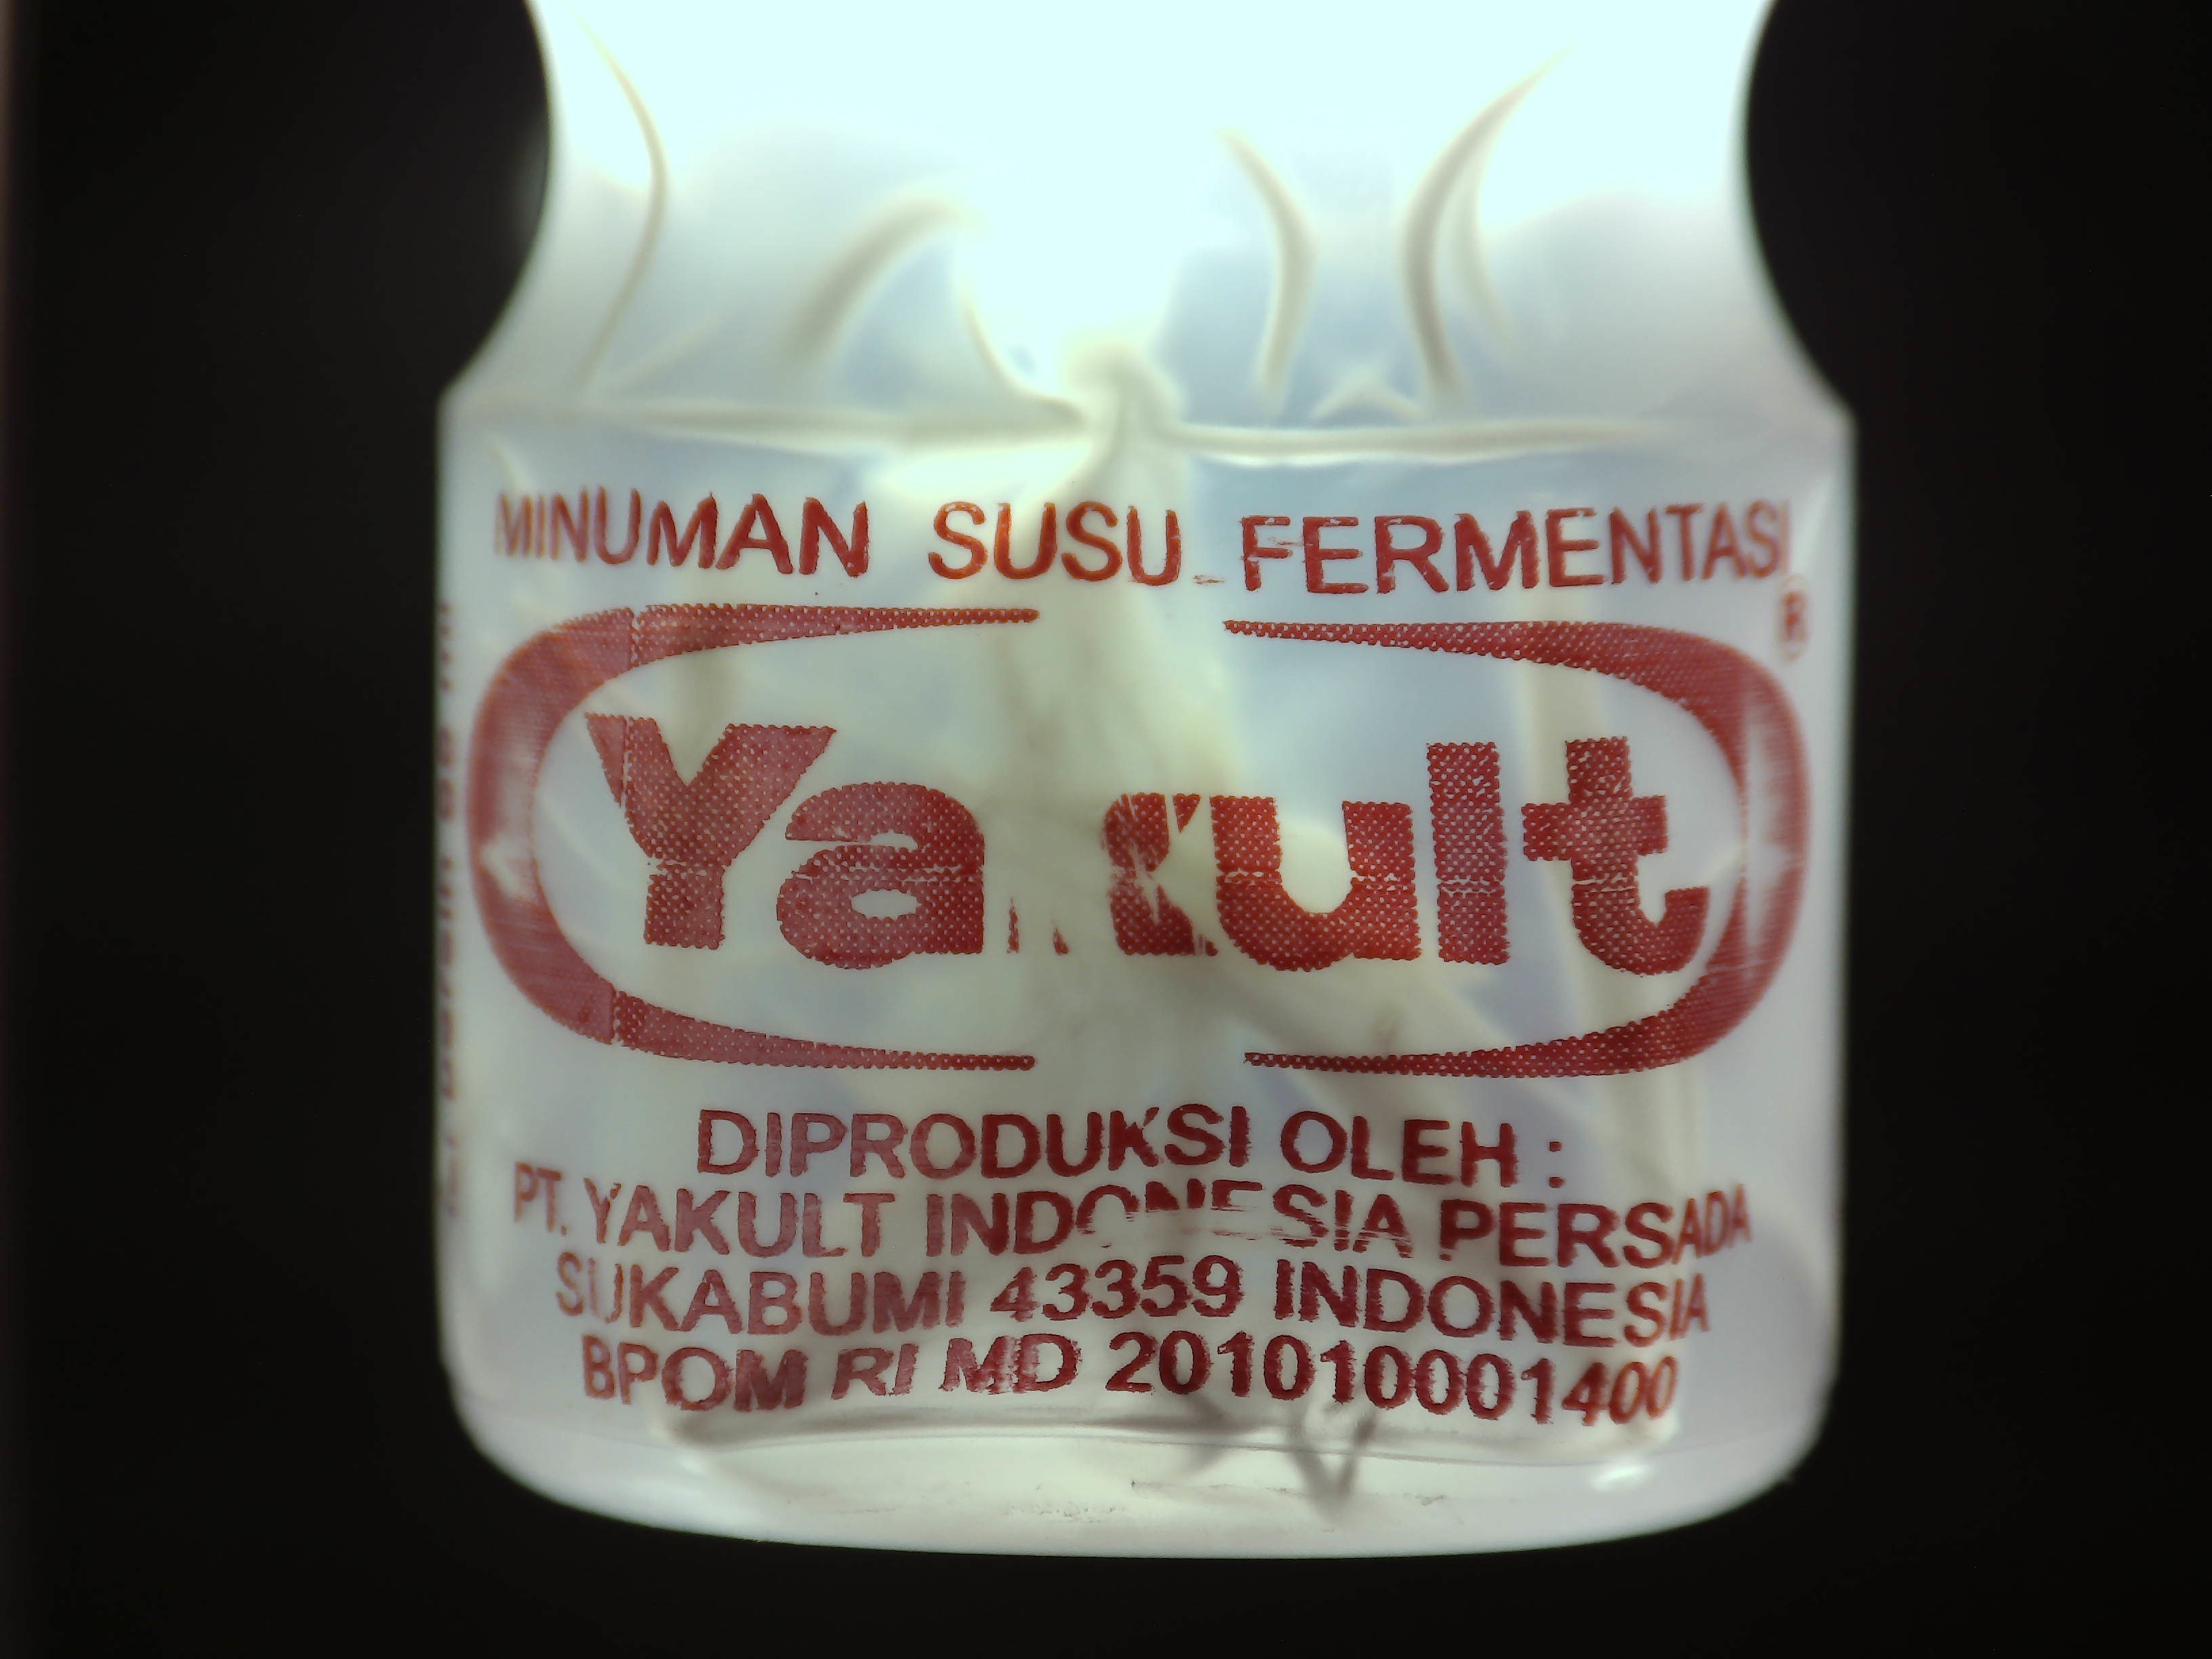 MINUMAN SUSU FERMENTASI
®
Yakult
DIPRODUKSI OLEH :
PT. YAKULT INDONESIA PERSADA
SUKABUMI 43359 INDONESIA
BPOM RI MD 201010001400